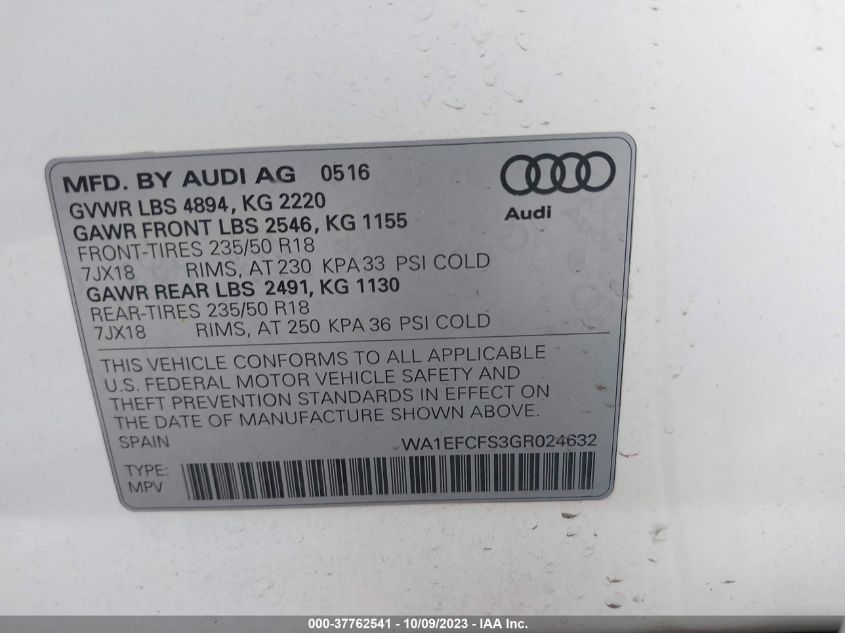 MFD. BY AUDI AG 0516
GVWR LBS 4894, KG 2220
GAWR FRONT LBS 2546, KG 1155
FRONT-TIRES 235/50 R18
7JX18 RIMS, AT 230 KPA 33 PSI COLD
GAWR REAR LBS 2491, KG 1130
REAR-TIRES 235/50 R18
7JX18 RIMS, AT 250 KPA 36 PSI COLD
Audi
THIS VEHICLE CONFORMS TO ALL APPLICABLE
U.S. FEDERAL MOTOR VEHICLE SAFETY AND
THEFT PREVENTION STANDARDS IN EFFECT ON
THE DATE OF MANUFACTURE SHOWN ABOVE.
SPAIN WA1EFCFS3GR024632
TYPE:
MPV
000-37762541 - 10/09/2023 - IAA Inc.